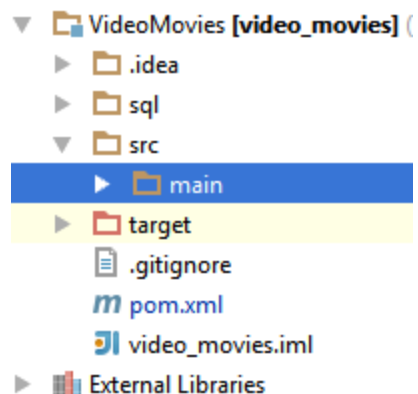 VideoMovies [video_movies] (
.idea
sql
src
main
target
.gitignore
m pom.xml
video_movies.iml
External Libraries